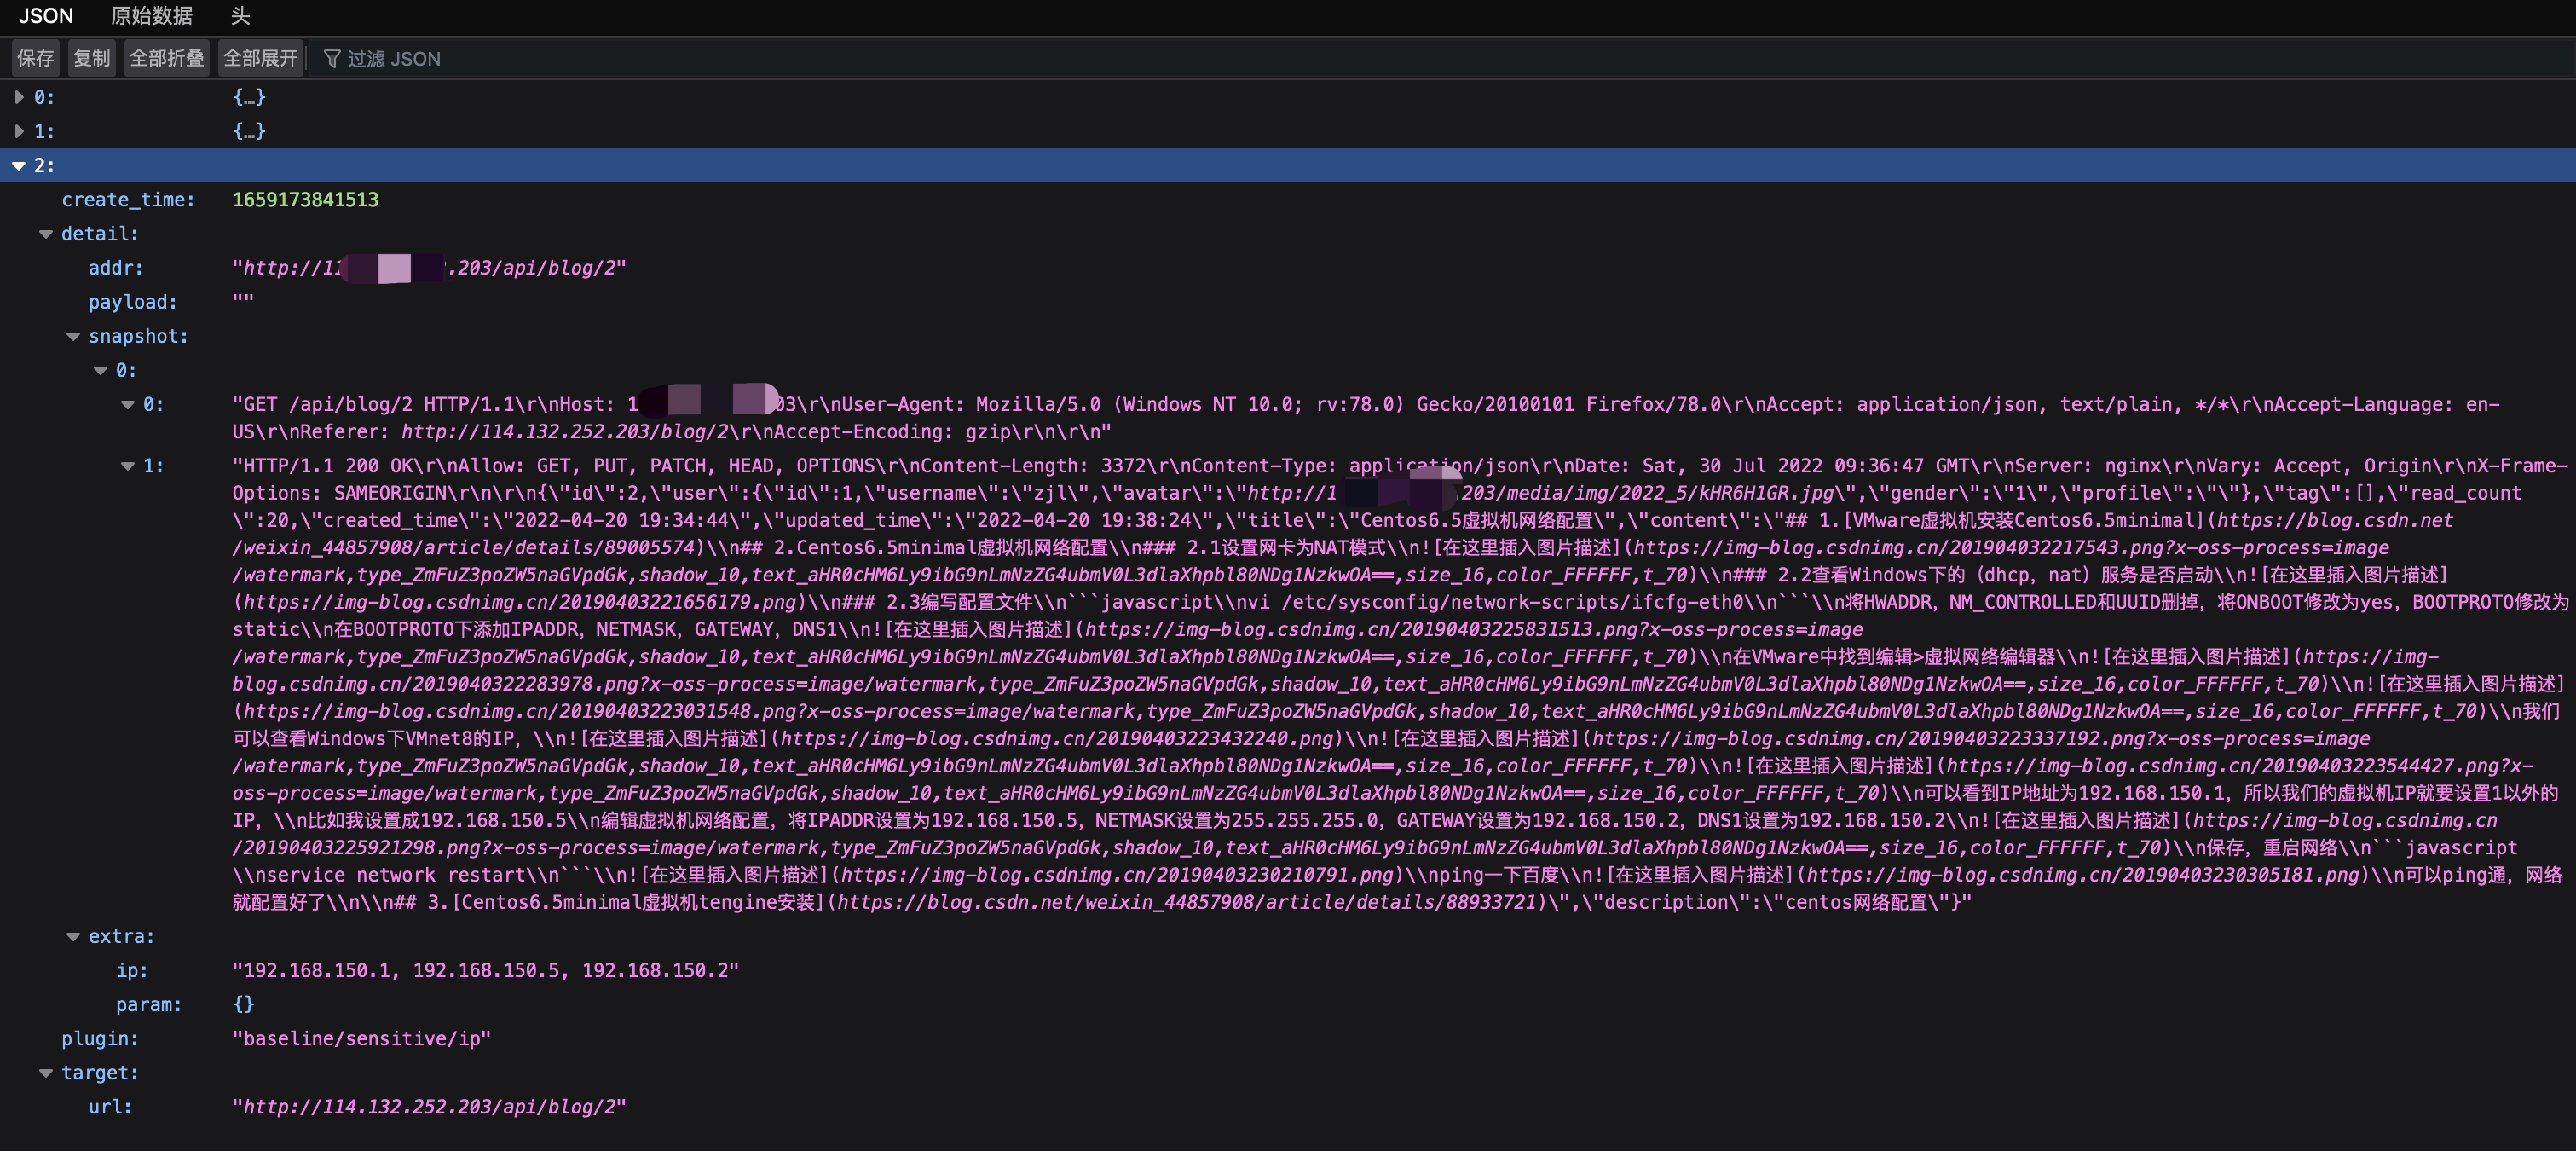 JSON 原始数据 头
保存 复制 全部折叠 全部展开 过滤 JSON
0: {…}
1: {…}
2:
create_time: 1659173841513
detail:
addr: "http://11 .203/api/blog/2"
payload: ""
snapshot:
0:
0: "GET /api/blog/2 HTTP/1.1\r\nHost: 1 03\r\nUser-Agent: Mozilla/5.0 (Windows NT 10.0; rv:78.0) Gecko/20100101 Firefox/78.0\r\nAccept: application/json, text/plain, */*\r\nAccept-Language: en-
US\r\nReferer: http://114.132.252.203/blog/2\r\nAccept-Encoding: gzip\r\n\r\n"
1: "HTTP/1.1 200 OK\r\nAllow: GET, PUT, PATCH, HEAD, OPTIONS\r\nContent-Length: 3372\r\nContent-Type: application/json\r\nDate: Sat, 30 Jul 2022 09:36:47 GMT\r\nServer: nginx\r\nVary: Accept, Origin\r\nX-Frame-
Options: SAMEORIGIN\r\n\r\n{\"id\":2,\"user\":{\"id\":1,\"username\":\"zjl\",\"avatar\":\"http://1 .203/media/img/2022_5/kHR6H1GR.jpg\",\"gender\":\"1\",\"profile\":\"\"},\"tag\":[],\"read_count
\":20,\"created_time\":\"2022-04-20 19:34:44\",\"updated_time\":\"2022-04-20 19:38:24\",\"title\":\"Centos6.5虚拟机网络配置\",\"content\":\"## 1.[VMware虚拟机安装Centos6.5minimal](https://blog.csdn.net
/weixin_44857908/article/details/89005574)\\n## 2.Centos6.5minimal虚拟机网络配置\\n### 2.1设置网卡为NAT模式\\n![在这里插入图片描述](https://img-blog.csdnimg.cn/201904032217543.png?x-oss-process=image
/watermark,type_ZmFuZ3poZW5naGVpdGk,shadow_10,text_aHR0cHM6Ly9ibG9nLmNzZG4ubmV0L3dlaXhpbl80NDg1NzkwOA==,size_16,color_FFFFFF,t_70)\\n### 2.2查看Windows下的（dhcp，nat）服务是否启动\\n![在这里插入图片描述]
(https://img-blog.csdnimg.cn/20190403221656179.png)\\n### 2.3编写配置文件\\n```javascript\\nvi /etc/sysconfig/network-scripts/ifcfg-eth0\\n```\\n将HWADDR，NM_CONTROLLED和UUID删掉，将ONBOOT修改为yes，BOOTPROTO修改为
static\\n在BOOTPROTO下添加IPADDR，NETMASK，GATEWAY，DNS1\\n![在这里插入图片描述](https://img-blog.csdnimg.cn/20190403225831513.png?x-oss-process=image
/watermark,type_ZmFuZ3poZW5naGVpdGk,shadow_10,text_aHR0cHM6Ly9ibG9nLmNzZG4ubmV0L3dlaXhpbl80NDg1NzkwOA==,size_16,color_FFFFFF,t_70)\\n在VMware中找到编辑>虚拟网络编辑器\\n![在这里插入图片描述](https://img-
blog.csdnimg.cn/2019040322283978.png?x-oss-process=image/watermark,type_ZmFuZ3poZW5naGVpdGk,shadow_10,text_aHR0cHM6Ly9ibG9nLmNzZG4ubmV0L3dlaXhpbl80NDg1NzkwOA==,size_16,color_FFFFFF,t_70)\\n![在这里插入图片描述]
(https://img-blog.csdnimg.cn/20190403223031548.png?x-oss-process=image/watermark,type_ZmFuZ3poZW5naGVpdGk,shadow_10,text_aHR0cHM6Ly9ibG9nLmNzZG4ubmV0L3dlaXhpbl80NDg1NzkwOA==,size_16,color_FFFFFF,t_70)\\n我们
可以查看Windows下VMnet8的IP，\\n![在这里插入图片描述](https://img-blog.csdnimg.cn/20190403223432240.png)\\n![在这里插入图片描述](https://img-blog.csdnimg.cn/20190403223337192.png?x-oss-process=image
/watermark,type_ZmFuZ3poZW5naGVpdGk,shadow_10,text_aHR0cHM6Ly9ibG9nLmNzZG4ubmV0L3dlaXhpbl80NDg1NzkwOA==,size_16,color_FFFFFF,t_70)\\n![在这里插入图片描述](https://img-blog.csdnimg.cn/20190403223544427.png?x-
oss-process=image/watermark,type_ZmFuZ3poZW5naGVpdGk,shadow_10,text_aHR0cHM6Ly9ibG9nLmNzZG4ubmV0L3dlaXhpbl80NDg1NzkwOA==,size_16,color_FFFFFF,t_70)\\n可以看到IP地址为192.168.150.1，所以我们的虚拟机IP就要设置1以外的
IP，\\n比如我设置成192.168.150.5\\n编辑虚拟机网络配置，将IPADDR设置为192.168.150.5，NETMASK设置为255.255.255.0，GATEWAY设置为192.168.150.2，DNS1设置为192.168.150.2\\n![在这里插入图片描述](https://img-blog.csdnimg.cn
/20190403225921298.png?x-oss-process=image/watermark,type_ZmFuZ3poZW5naGVpdGk,shadow_10,text_aHR0cHM6Ly9ibG9nLmNzZG4ubmV0L3dlaXhpbl80NDg1NzkwOA==,size_16,color_FFFFFF,t_70)\\n保存，重启网络\\n```javascript
\\nservice network restart\\n```\\n![在这里插入图片描述](https://img-blog.csdnimg.cn/20190403230210791.png)\\nping一下百度\\n![在这里插入图片描述](https://img-blog.csdnimg.cn/20190403230305181.png)\\n可以ping通，网络
就配置好了\\n\\n## 3.[Centos6.5minimal虚拟机tengine安装](https://blog.csdn.net/weixin_44857908/article/details/88933721)\",\"description\":\"centos网络配置\"}"
extra:
ip: "192.168.150.1, 192.168.150.5, 192.168.150.2"
param: {}
plugin: "baseline/sensitive/ip"
target:
url: "http://114.132.252.203/api/blog/2"